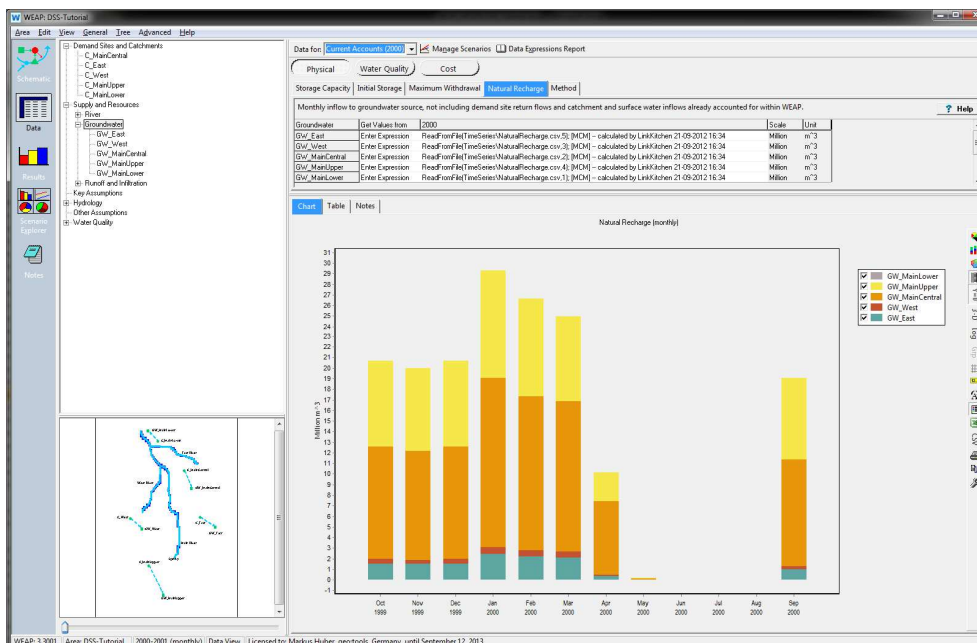 WEAP: DSS-Tutorial
Area Edit View General Tree Advanced Help
Schematic
Data
Results
Scenario Explorer
Notes
Demand Sites and Catchments
C_MainCentral
C_East
C_West
C_MainUpper
C_MainLower
Supply and Resources
River
Groundwater
GW_East
GW_West
GW_MainCentral
GW_MainUpper
GW_MainLower
Runoff and Infiltration
Key Assumptions
Hydrology
Other Assumptions
Water Quality
Data for: Current Accounts (2000) Manage Scenarios Data Expressions Report
Physical Water Quality Cost
Storage Capacity Initial Storage Maximum Withdrawal Natural Recharge Method
Monthly inflow to groundwater source, not including demand site return flows and catchment and surface water inflows already accounted for within WEAP.
? Help
Groundwater Get Values from 2000 Scale Unit
GW_East Enter Expression ReadFromFile(TimeSeries\NaturalRecharge.csv,5); [MCM] -- calculated by LinkKitchen 21-09-2012 16:34 Million m^3
GW_West Enter Expression ReadFromFile(TimeSeries\NaturalRecharge.csv,3); [MCM] -- calculated by LinkKitchen 21-09-2012 16:34 Million m^3
GW_MainCentral Enter Expression ReadFromFile(TimeSeries\NaturalRecharge.csv,2); [MCM] -- calculated by LinkKitchen 21-09-2012 16:34 Million m^3
GW_MainUpper Enter Expression ReadFromFile(TimeSeries\NaturalRecharge.csv,4); [MCM] -- calculated by LinkKitchen 21-09-2012 16:34 Million m^3
GW_MainLower Enter Expression ReadFromFile(TimeSeries\NaturalRecharge.csv,1); [MCM] -- calculated by LinkKitchen 21-09-2012 16:34 Million m^3
Chart Table Notes
Natural Recharge (monthly)
31
30
29
28
27
26
25
24
23
22
21
20
19
18
17
16
15
14
13
12
11
10
9
8
7
6
5
4
3
2
1
0
-1
Million m^3
Oct Nov Dec Jan Feb Mar Apr May Jun Jul Aug Sep
1999 1999 1999 2000 2000 2000 2000 2000 2000 2000 2000 2000
GW_MainLower
GW_MainUpper
GW_MainCentral
GW_West
GW_East
Log
WEAP: 3.3001 Area: DSS-Tutorial 2000-2001 (monthly) Data View Licensed to: Markus Huber, geotools, Germany, until September 12, 2013